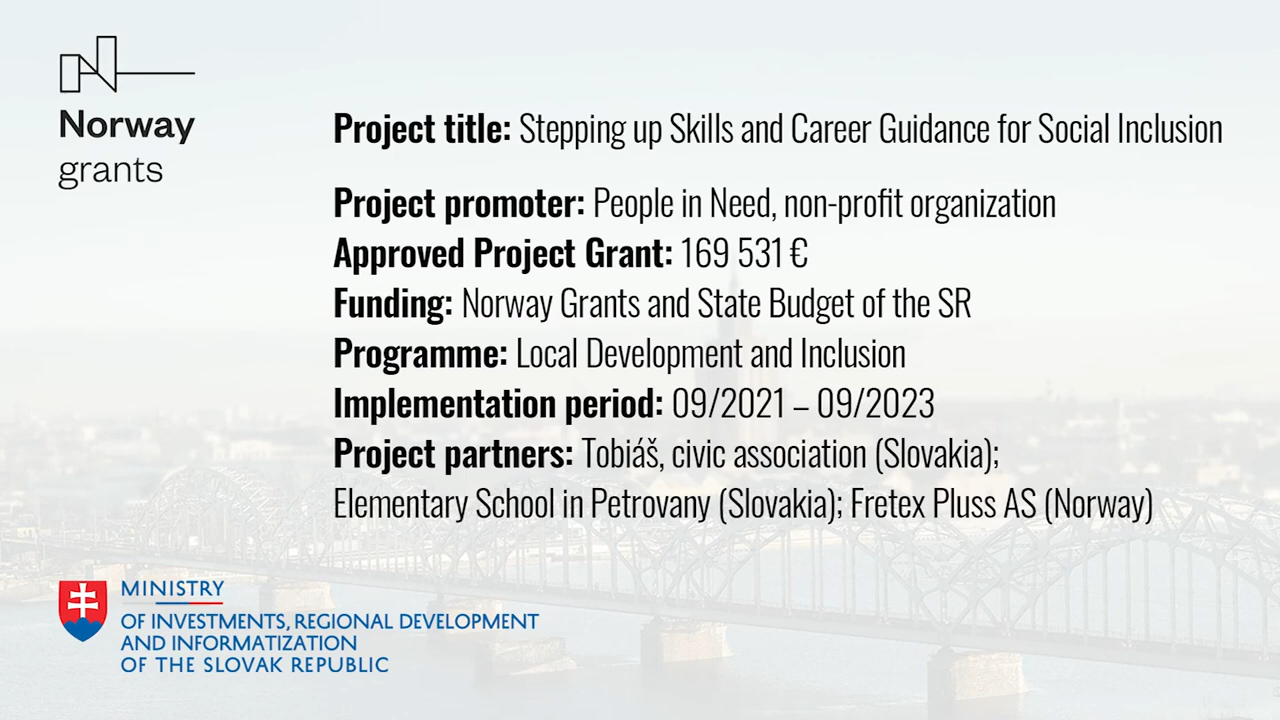 Norway
grants
Project title: Stepping up Skills and Career Guidance for Social Inclusion
Project promoter: People in Need, non-profit organization
Approved Project Grant: 169 531 €
Funding: Norway Grants and State Budget of the SR
Programme: Local Development and Inclusion
Implementation period: 09/2021 – 09/2023
Project partners: Tobiáš, civic association (Slovakia);
Elementary School in Petrovany (Slovakia); Fretex Pluss AS (Norway)
MINISTRY
OF INVESTMENTS, REGIONAL DEVELOPMENT
AND INFORMATIZATION
OF THE SLOVAK REPUBLIC